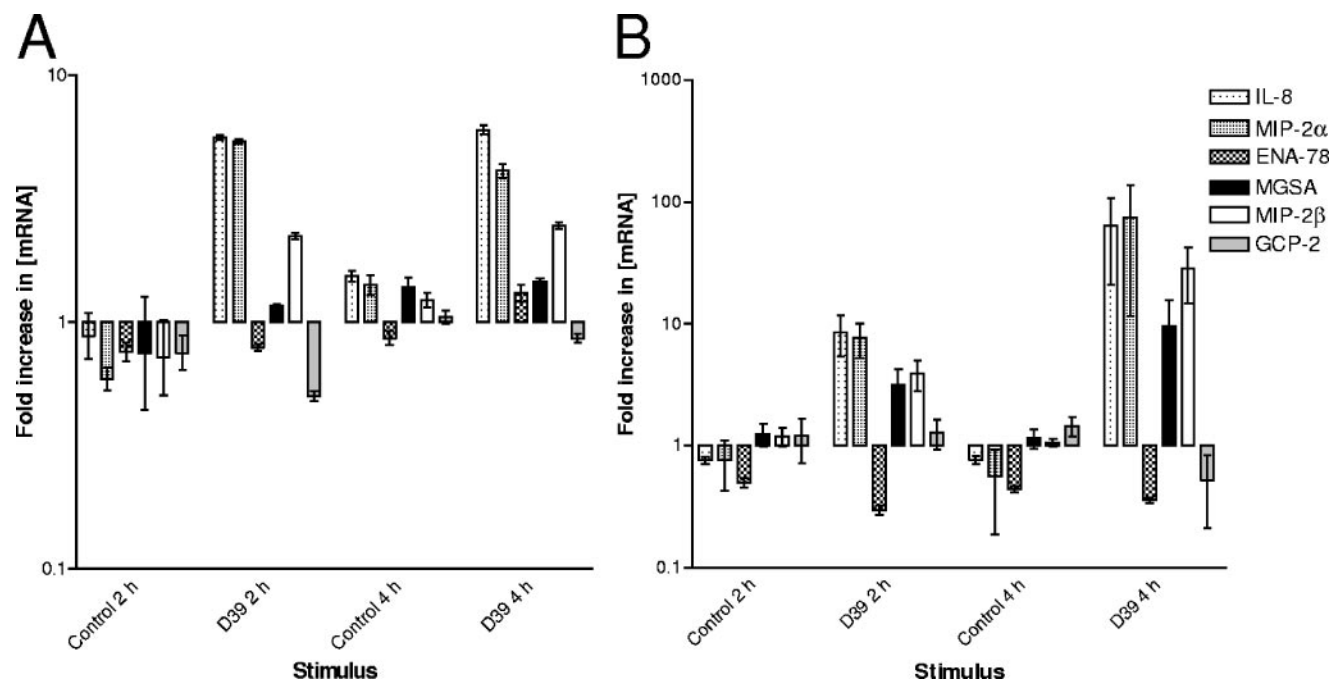 A
B
Fold increase in [mRNA]
10
1
0.1
Control 2 h
D39 2 h
Control 4 h
D39 4 h
Stimulus
Fold increase in [mRNA]
1000
100
10
1
0.1
Control 2 h
D39 2 h
Control 4 h
D39 4 h
Stimulus
IL-8
MIP-2α
ENA-78
MGSA
MIP-2β
GCP-2